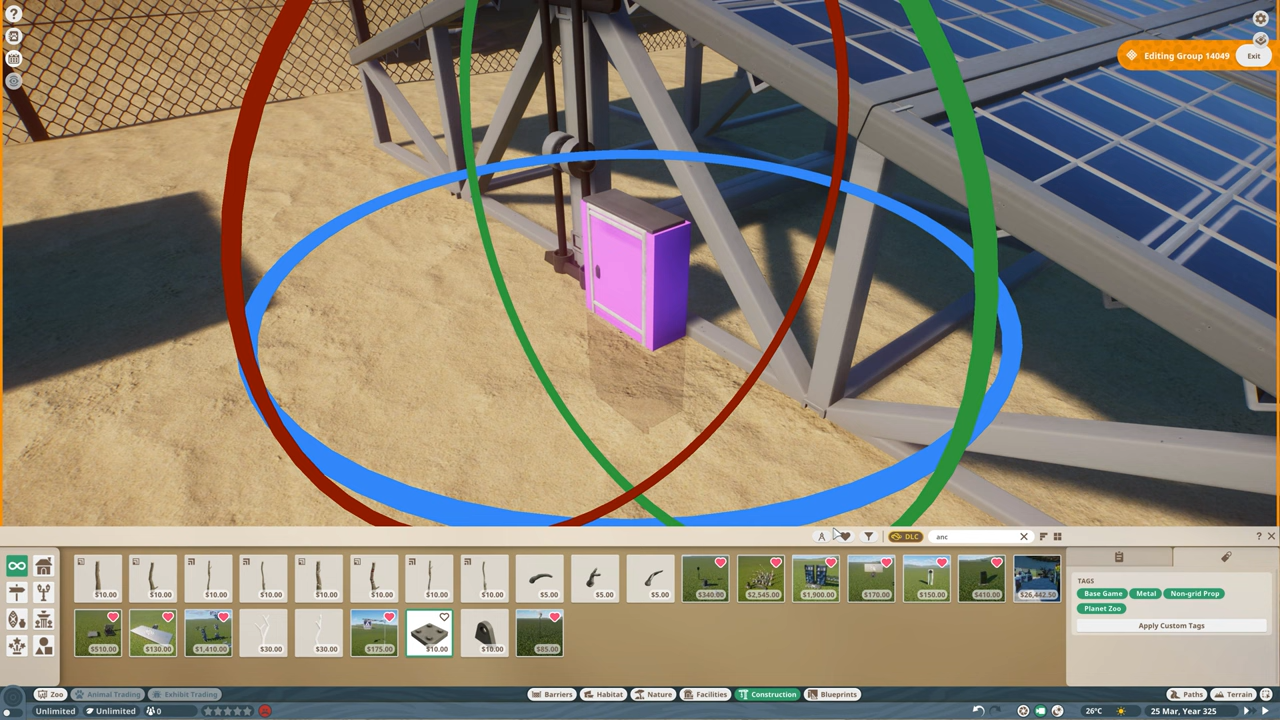 ?
Editing Group 14049
Exit
DLC
anc
?
$10.00 $10.00 $10.00 $10.00 $10.00 $10.00 $10.00 $10.00 $5.00 $5.00 $5.00 $340.00 $2,545.00 $1,900.00 $170.00 $150.00 $410.00 $26,442.50
$510.00 $130.00 $1,410.00 $30.00 $30.00 $175.00 $10.00 $10.00 $85.00
TAGS
Base Game Metal Non-grid Prop
Planet Zoo
Apply Custom Tags
Zoo Animal Trading Exhibit Trading Barriers Habitat Nature Facilities Construction Blueprints Paths Terrain
Unlimited Unlimited 0 26°C 25 Mar, Year 325